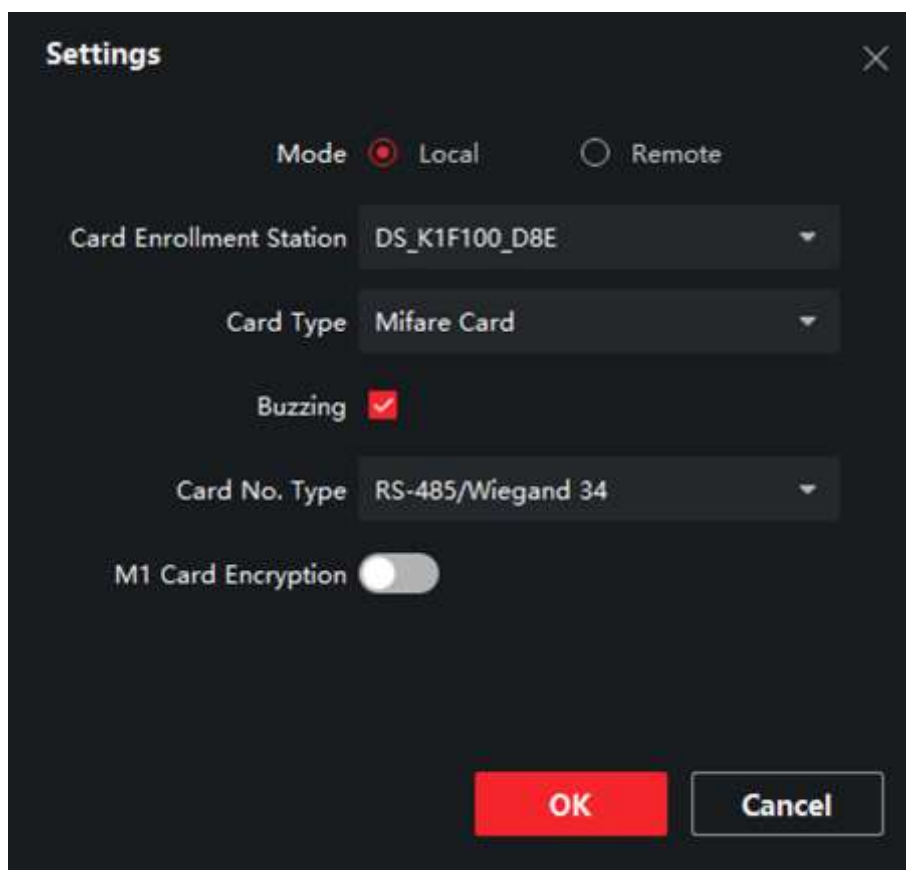 Settings
Mode Local Remote
Card Enrollment Station DS_K1F100_D8E
Card Type Mifare Card
Buzzing
Card No. Type RS-485/Wiegand 34
M1 Card Encryption
OK Cancel